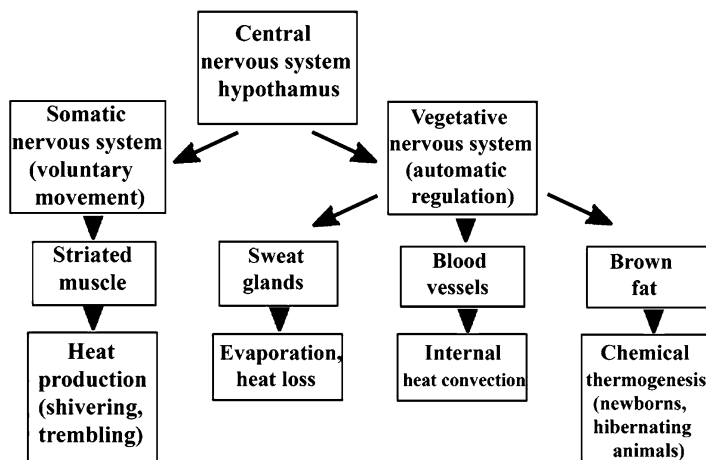 Central
nervous system
hypothamus
Somatic
nervous system
(voluntary
movement)
Vegetative
nervous system
(automatic
regulation)
Striated
muscle
Sweat
glands
Blood
vessels
Brown
fat
Heat
production
(shivering,
trembling)
Evaporation,
heat loss
Internal
heat convection
Chemical
thermogenesis
(newborns,
hibernating
animals)